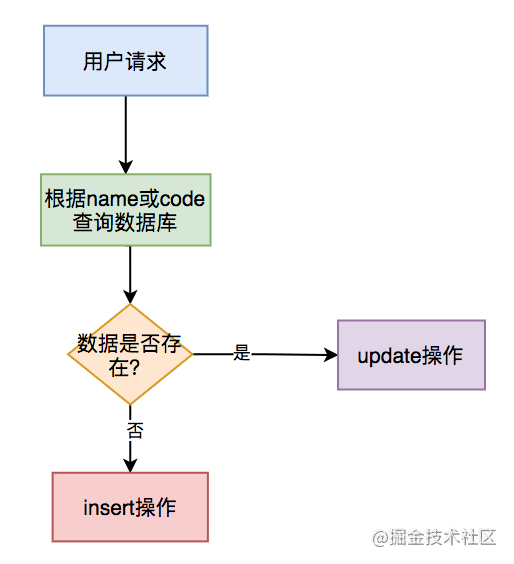 用户请求
根据name或code
查询数据库
数据是否存
在?
是
update操作
否
insert操作
@掘金技术社区